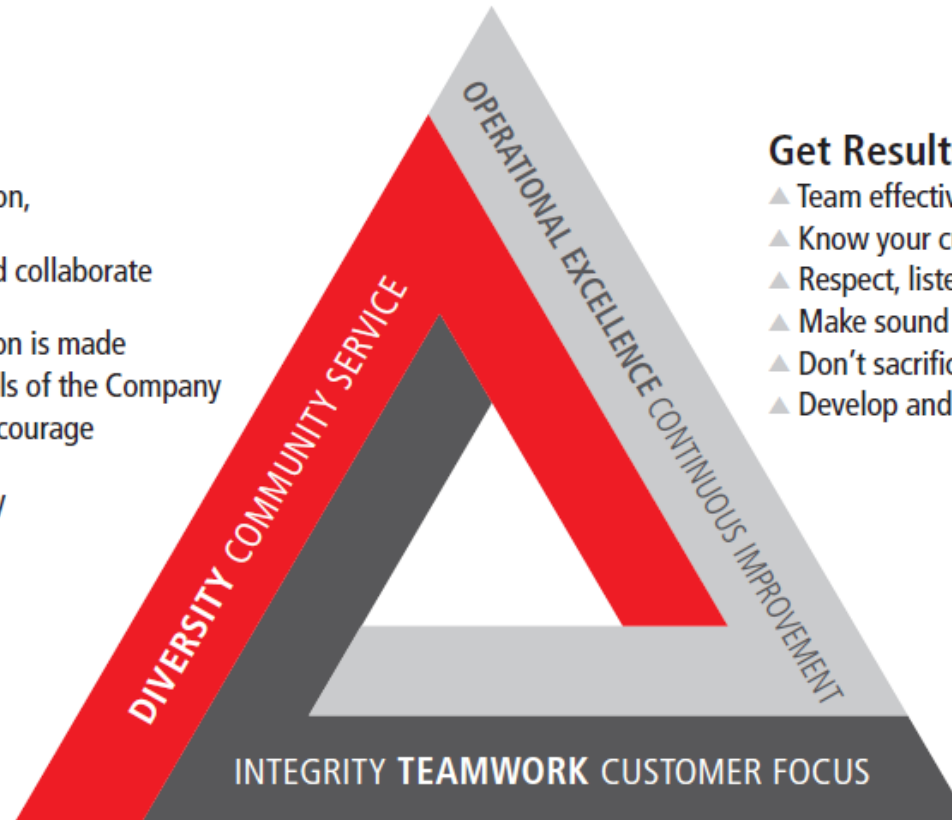 on,
d collaborate
on is made
ls of the Company
courage
DIVERSITY COMMUNITY SERVICE
OPERATIONAL EXCELLENCE CONTINUOUS IMPROVEMENT
INTEGRITY TEAMWORK CUSTOMER FOCUS
Get Result
Team effectiv
Know your c
Respect, liste
Make sound
Don’t sacrific
Develop and